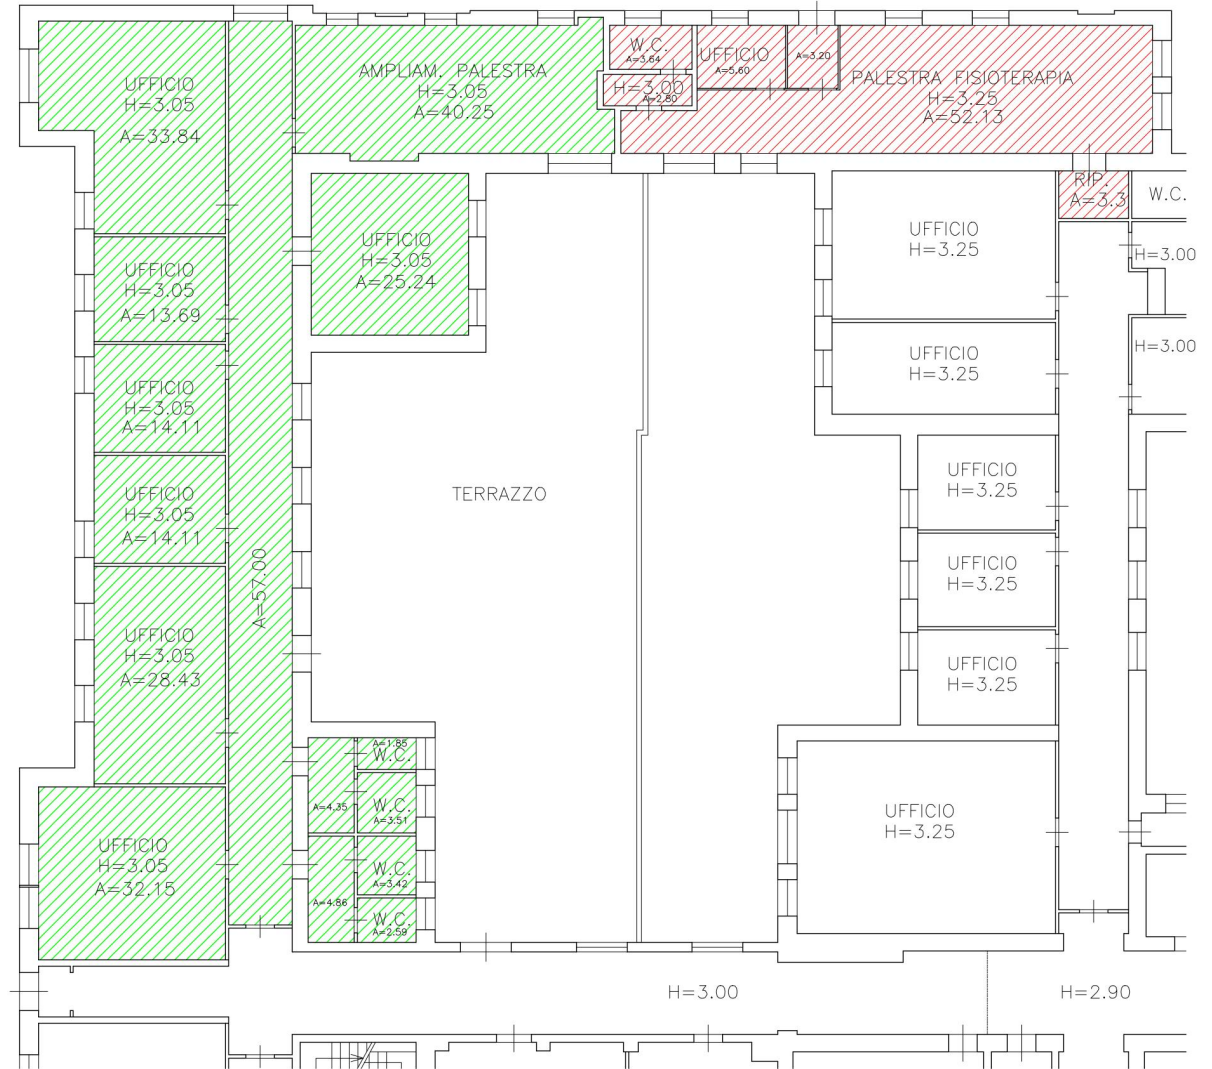 UFFICIO
H=3.05
A=33.84
AMPLIAM. PALESTRA
H=3.05
A=40.25
W.C.
A=3.64
H=3.00
A=2.80
UFFICIO
A=5.60
A=3.20
PALESTRA FISIOTERAPIA
H=3.25
A=52.13
RIP.
A=3.3
W.C.
UFFICIO
H=3.05
A=25.24
UFFICIO
H=3.25
H=3.00
UFFICIO
H=3.05
A=13.69
UFFICIO
H=3.25
H=3.00
UFFICIO
H=3.05
A=14.11
UFFICIO
H=3.05
A=14.11
TERRAZZO
UFFICIO
H=3.25
A=57.00
UFFICIO
H=3.25
UFFICIO
H=3.05
A=28.43
UFFICIO
H=3.25
A=1.85
W.C.
A=4.35
W.C.
A=3.51
UFFICIO
H=3.25
UFFICIO
H=3.05
A=32.15
W.C.
A=3.42
A=4.86
W.C.
A=2.59
H=3.00
H=2.90